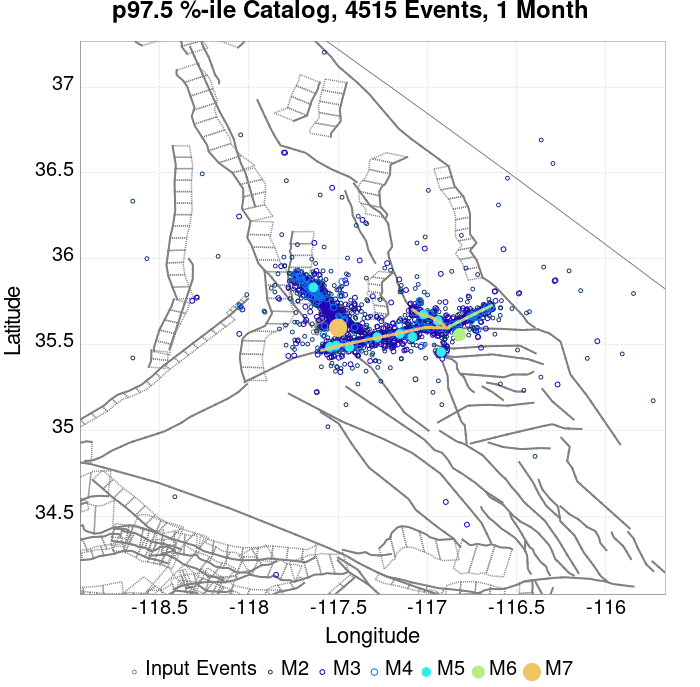 p97.5 %-ile Catalog, 4515 Events, 1 Month
37
36.5
36
35.5
35
34.5
Latitude
-118.5 -118 -117.5 -117 -116.5 -116
Longitude
Input Events M2 M3 M4 M5 M6 M7